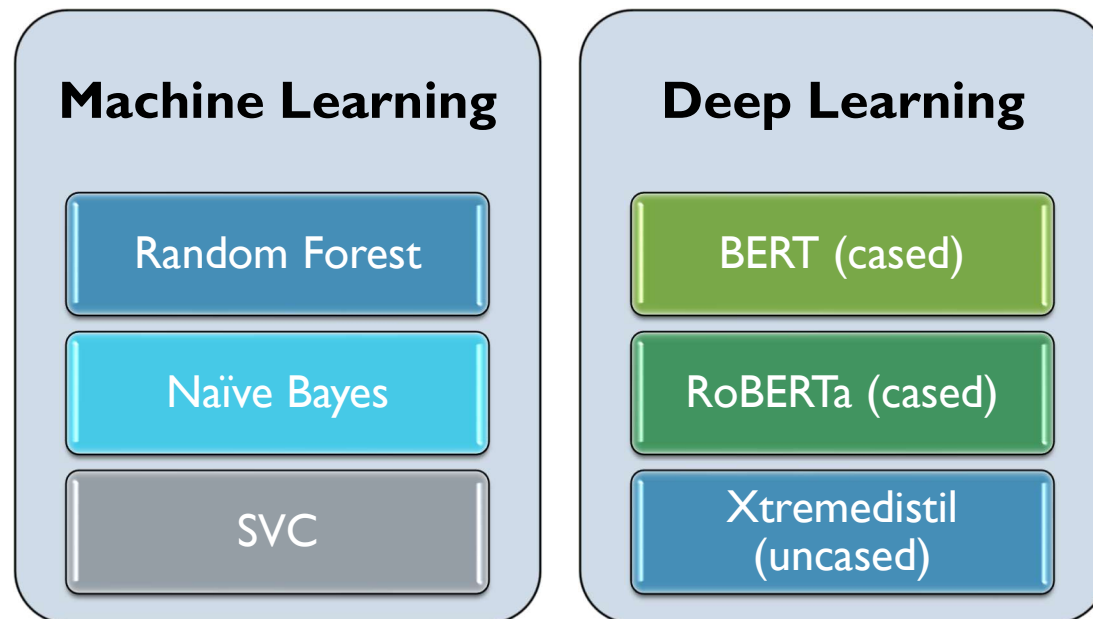 Machine Learning
Random Forest
Naïve Bayes
SVC
Deep Learning
BERT (cased)
RoBERTa (cased)
Xtremedistil
(uncased)